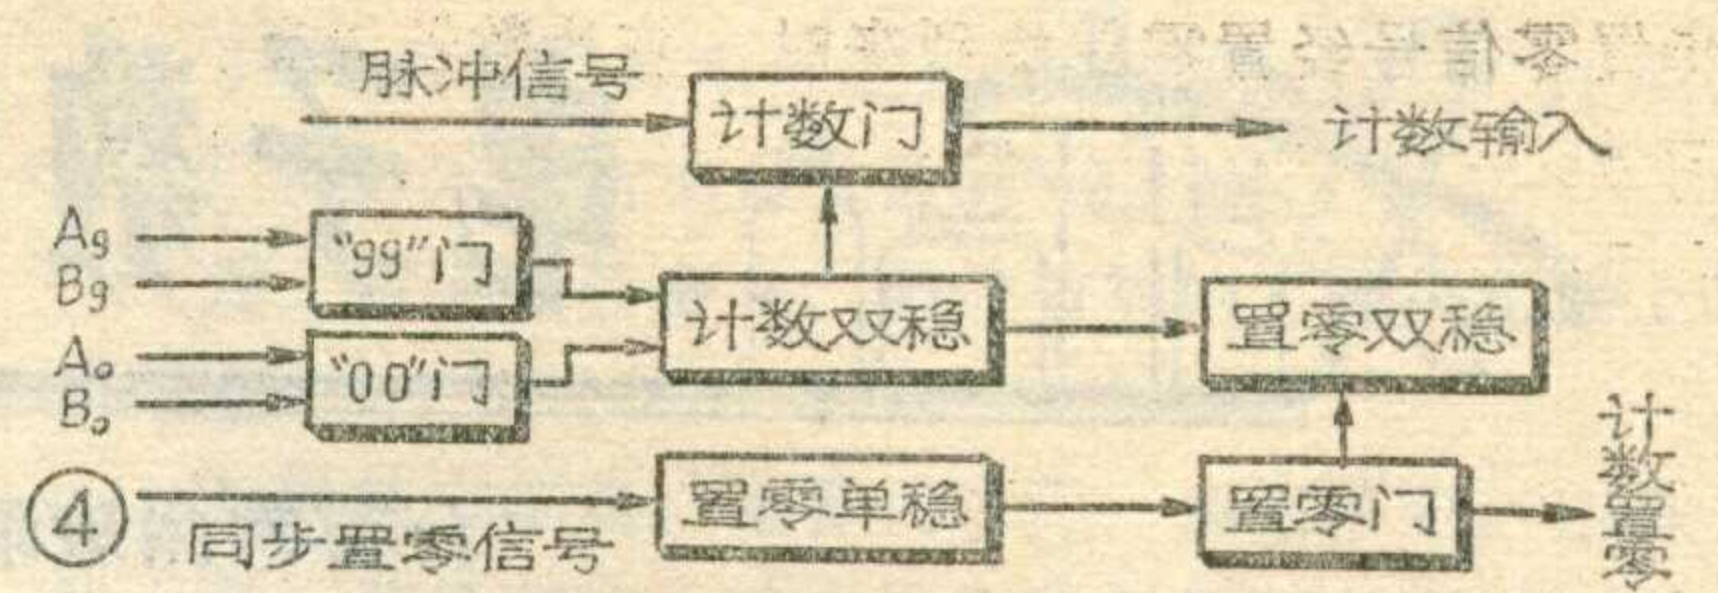 脉冲信号
计数门
计数输入
A₉
B₉
"99"门
A₀
B₀
"00"门
计数双稳
置零双稳
④
同步置零信号
置零单稳
置零门
计数置零